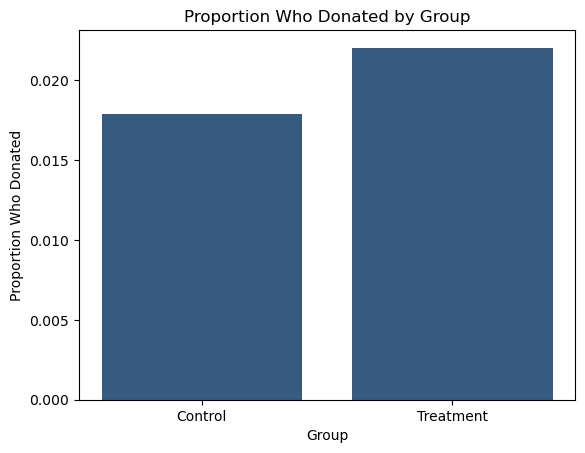 Proportion Who Donated by Group
Proportion Who Donated
0.020
0.015
0.010
0.005
0.000
Control
Treatment
Group